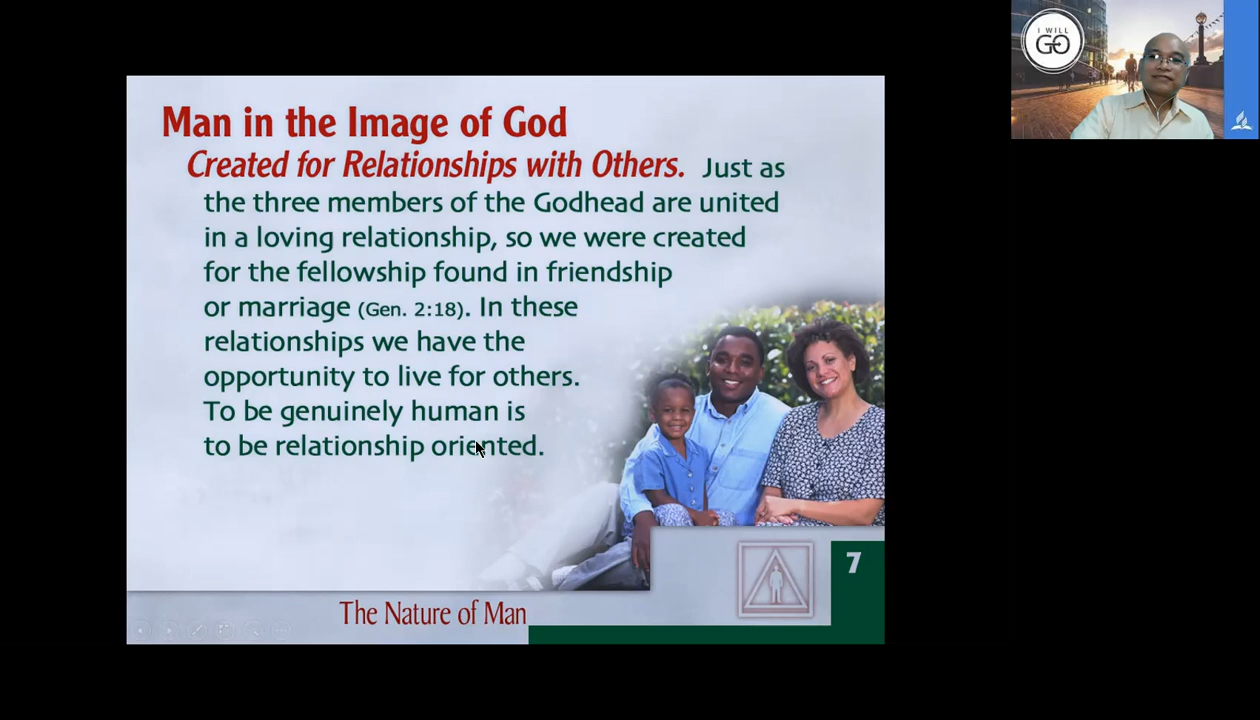 I WILL
GO
Man in the Image of God
Created for Relationships with Others. Just as
the three members of the Godhead are united
in a loving relationship, so we were created
for the fellowship found in friendship
or marriage (Gen. 2:18). In these
relationships we have the
opportunity to live for others.
To be genuinely human is
to be relationship oriented.
7
The Nature of Man